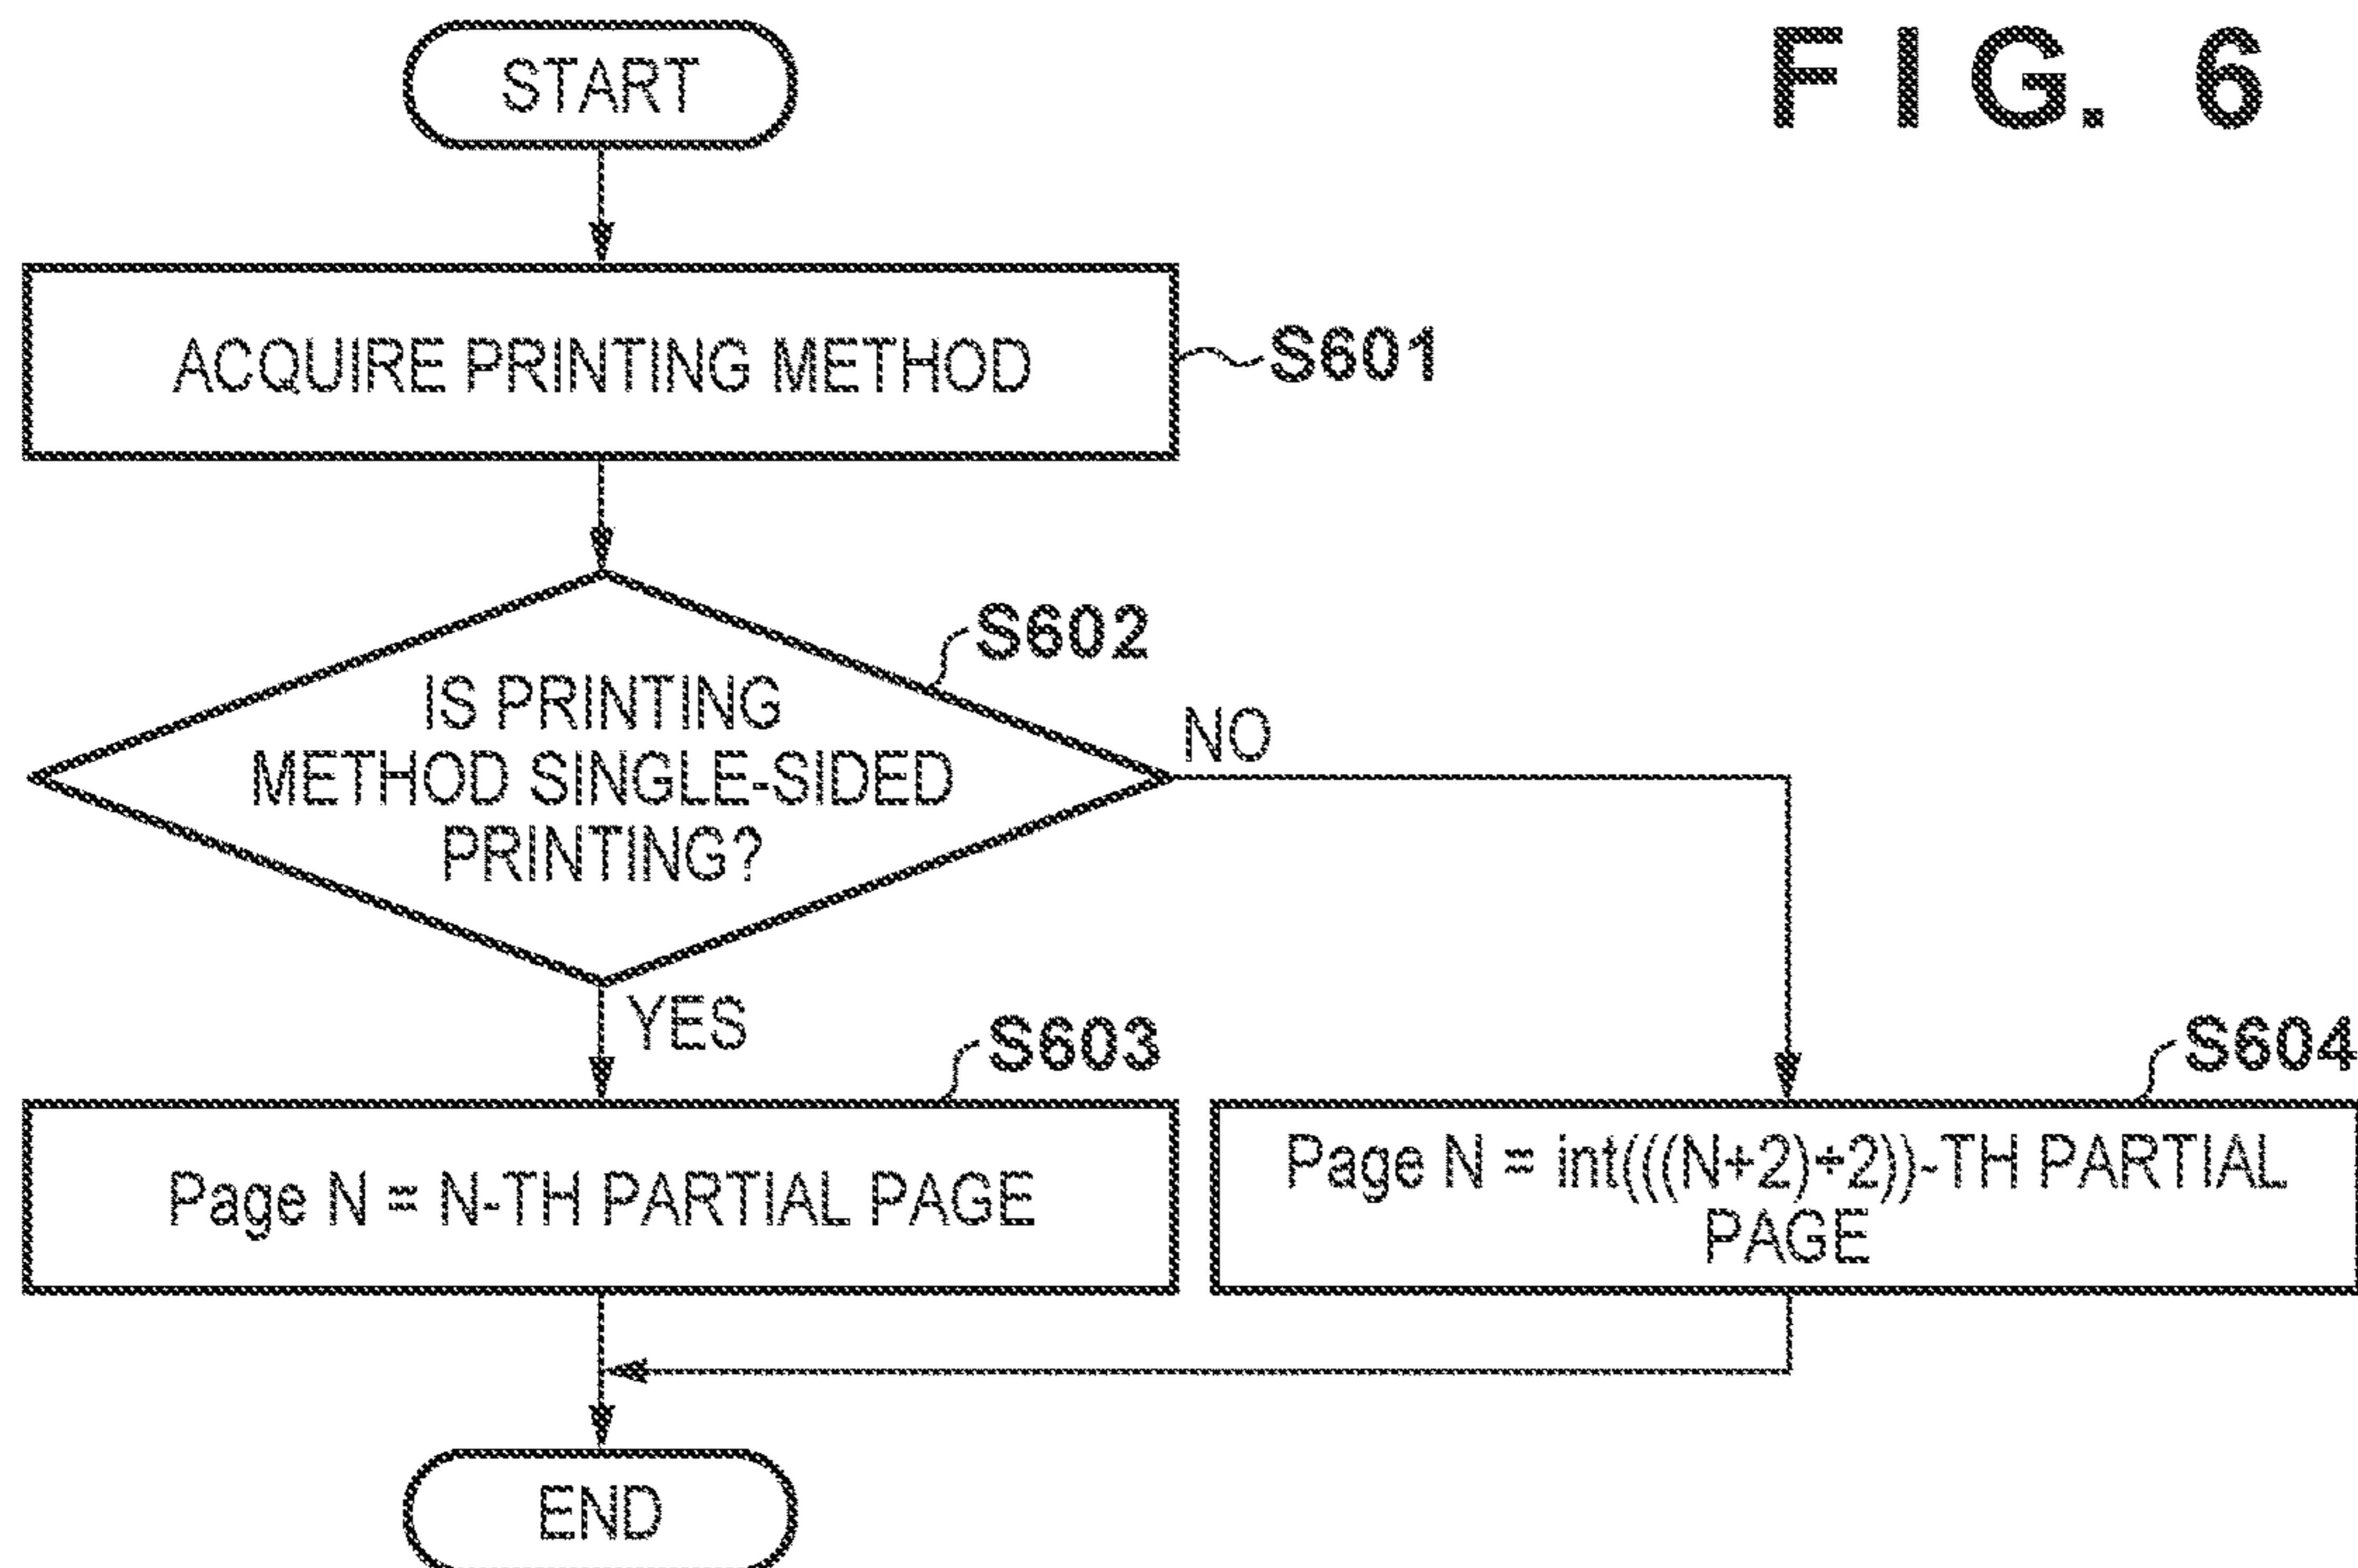 FIG. 6
START
ACQUIRE PRINTING METHOD
S601
S602
IS PRINTING
METHOD SINGLE-SIDED
PRINTING?
NO
YES
S603
Page N = N-TH PARTIAL PAGE
S604
Page N = int(((N+2)÷2))-TH PARTIAL
PAGE
END